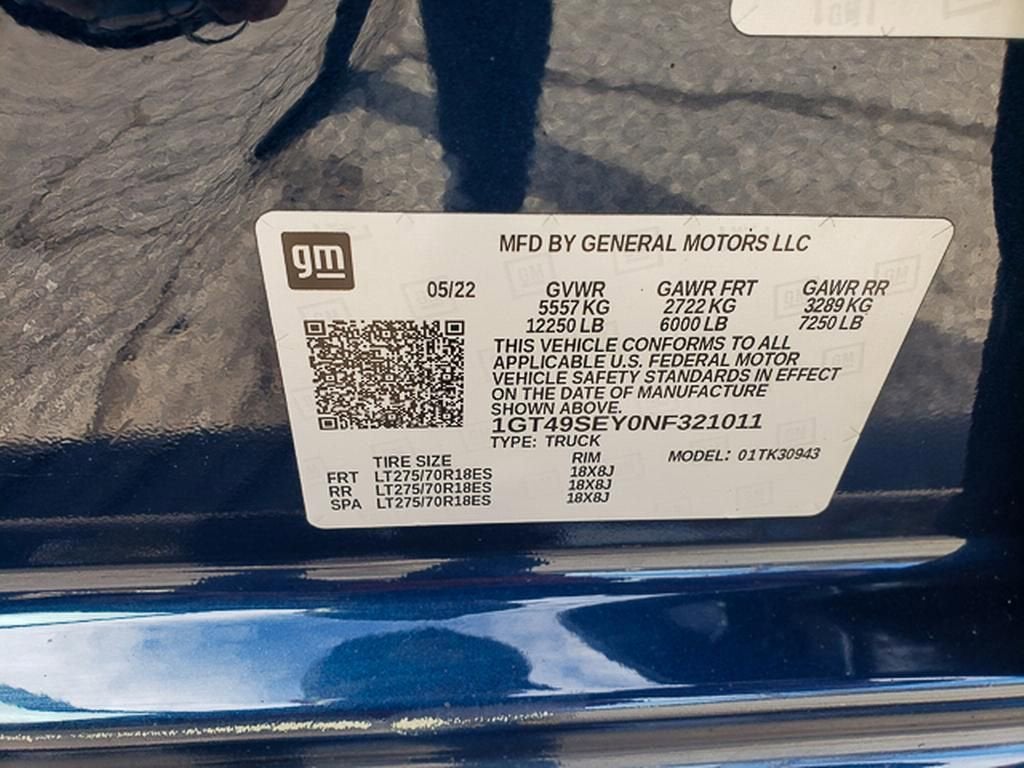 gm
MFD BY GENERAL MOTORS LLC
05/22 GVWR GAWR FRT GAWR RR
5557 KG 2722 KG 3289 KG
12250 LB 6000 LB 7250 LB
THIS VEHICLE CONFORMS TO ALL
APPLICABLE U.S. FEDERAL MOTOR
VEHICLE SAFETY STANDARDS IN EFFECT
ON THE DATE OF MANUFACTURE
SHOWN ABOVE.
1GT49SEY0NF321011
TYPE: TRUCK
TIRE SIZE RIM MODEL: 01TK30943
FRT LT275/70R18ES 18X8J
RR LT275/70R18ES 18X8J
SPA LT275/70R18ES 18X8J